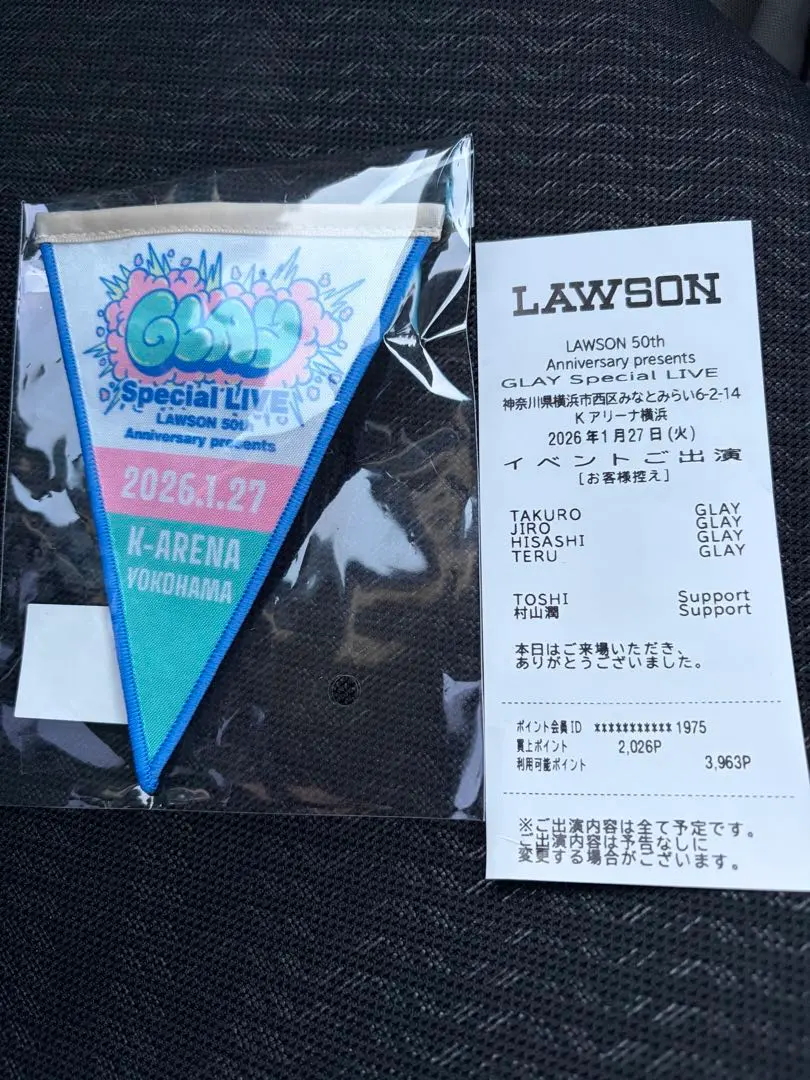 GLAY
Special LIVE
LAWSON 50th
Anniversary presents
2026.1.27
K-ARENA
YOKOHAMA
LAWSON
LAWSON 50th
Anniversary presents
GLAY Special LIVE
神奈川県横浜市西区みなとみらい6-2-14
Kアリーナ横浜
2026年1月27日(火)
イベントご出演
[お客様控え]
TAKURO GLAY
JIRO GLAY
HISASHI GLAY
TERU GLAY
TOSHI Support
村山潤 Support
本日はご来場いただき、
ありがとうございました。
ポイント会員ID ***********1975
買上ポイント 2,026P
利用可能ポイント 3,963P
※ご出演内容は全て予定です。
ご出演内容は予告なしに
変更する場合がございます。